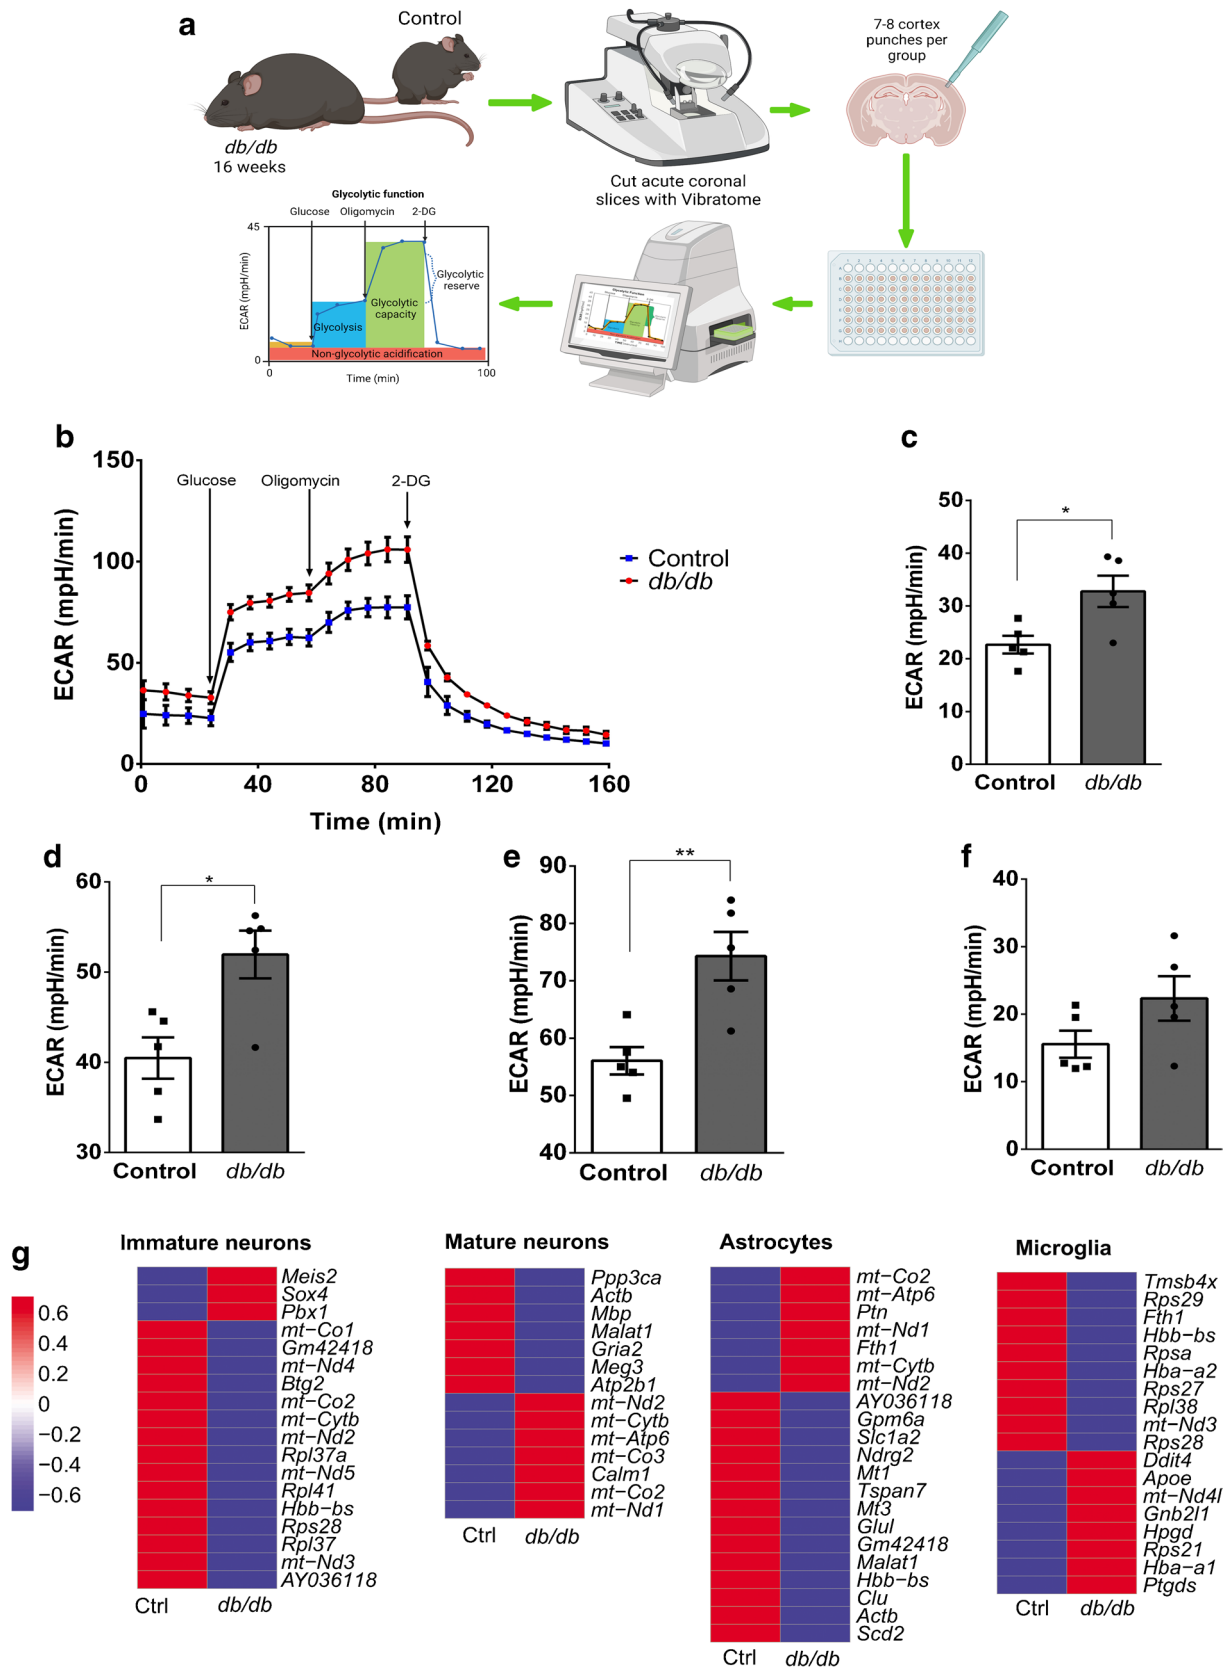 a
Control
db/db
16 weeks
Cut acute coronal
slices with Vibratome
7-8 cortex
punches per
group
Glycolytic function
Glucose
Oligomycin
2-DG
45
0
ECAR (mpH/min)
Glycolysis
Glycolytic
capacity
Glycolytic
reserve
Non-glycolytic acidification
0
100
Time (min)
b
150
100
50
0
ECAR (mpH/min)
Glucose
Oligomycin
2-DG
Control
db/db
0
40
80
120
160
Time (min)
c
50
40
30
20
10
0
ECAR (mpH/min)
*
Control
db/db
d
60
50
40
30
ECAR (mpH/min)
*
Control
db/db
e
90
80
70
60
50
40
ECAR (mpH/min)
**
Control
db/db
f
40
30
20
10
0
ECAR (mpH/min)
Control
db/db
g
0.6
0.4
0.2
0
−0.2
−0.4
−0.6
Immature neurons
Meis2
Sox4
Pbx1
mt−Co1
Gm42418
mt−Nd4
Btg2
mt−Co2
mt−Cytb
mt−Nd2
Rpl37a
mt−Nd5
Rpl41
Hbb−bs
Rps28
Rpl37
mt−Nd3
AY036118
Ctrl
db/db
Mature neurons
Ppp3ca
Actb
Mbp
Malat1
Gria2
Meg3
Atp2b1
mt−Nd2
mt−Cytb
mt−Atp6
mt−Co3
Calm1
mt−Co2
mt−Nd1
Ctrl
db/db
Astrocytes
mt−Co2
mt−Atp6
Ptn
mt−Nd1
Fth1
mt−Cytb
mt−Nd2
AY036118
Gpm6a
Slc1a2
Ndrg2
Mt1
Tspan7
Mt3
Glul
Gm42418
Malat1
Hbb−bs
Clu
Actb
Scd2
Ctrl
db/db
Microglia
Tmsb4x
Rps29
Fth1
Hbb−bs
Rpsa
Hba−a2
Rps27
Rpl38
mt−Nd3
Rps28
Ddit4
Apoe
mt−Nd4l
Gnb2l1
Hpgd
Rps21
Hba−a1
Ptgds
Ctrl
db/db